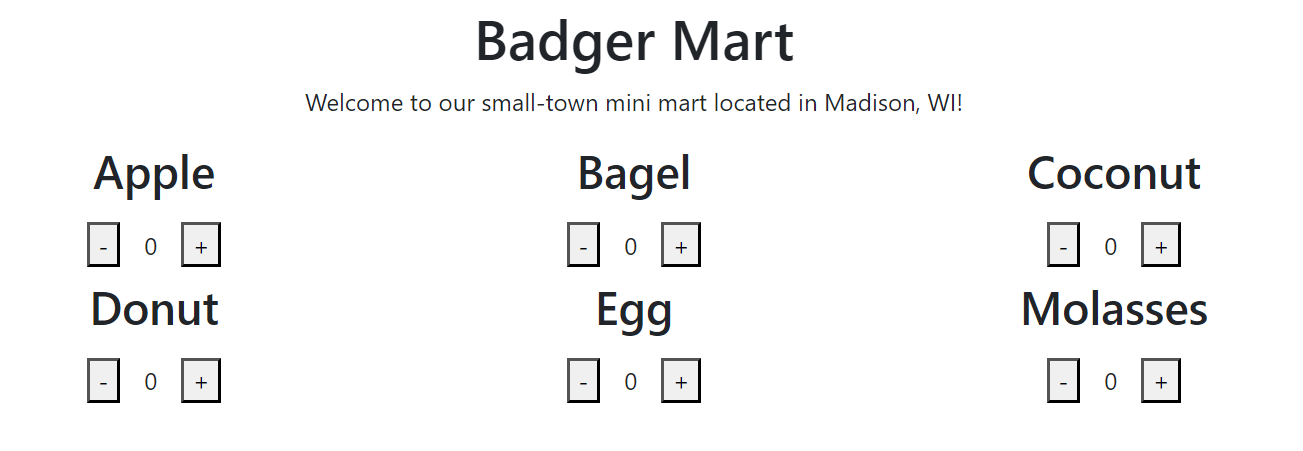 Badger Mart
Welcome to our small-town mini mart located in Madison, WI!
Apple Bagel Coconut
- 0 + - 0 + - 0 +
Donut Egg Molasses
- 0 + - 0 + - 0 +